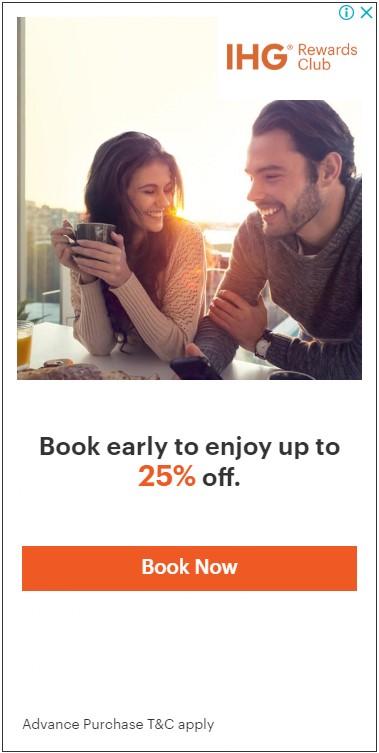 IHG® Rewards
Club
Book early to enjoy up to
25% off.
Book Now
Advance Purchase T&C apply